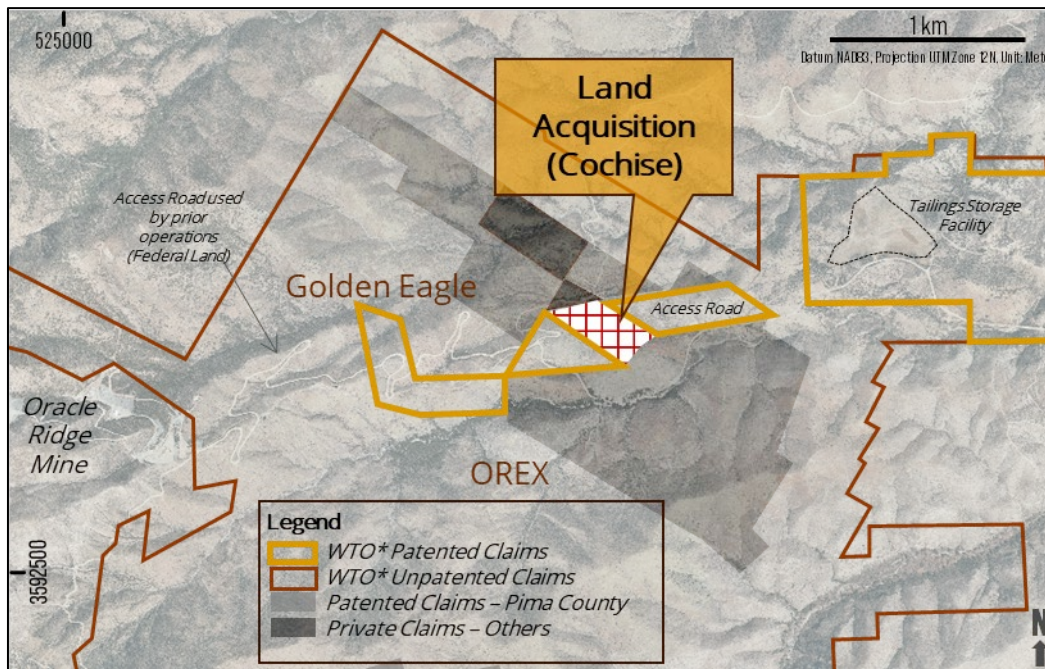 525000
1 km
Datum NAD83, Projection UTM Zone 12N, Unit: Mete
Land
Acquisition
(Cochise)
Access Road used
by prior
operations
(Federal Land)
Tailings Storage
Facility
Golden Eagle
Access Road
Oracle
Ridge
Mine
OREX
3592500
Legend
WTO* Patented Claims
WTO* Unpatented Claims
Patented Claims – Pima County
Private Claims – Others
N